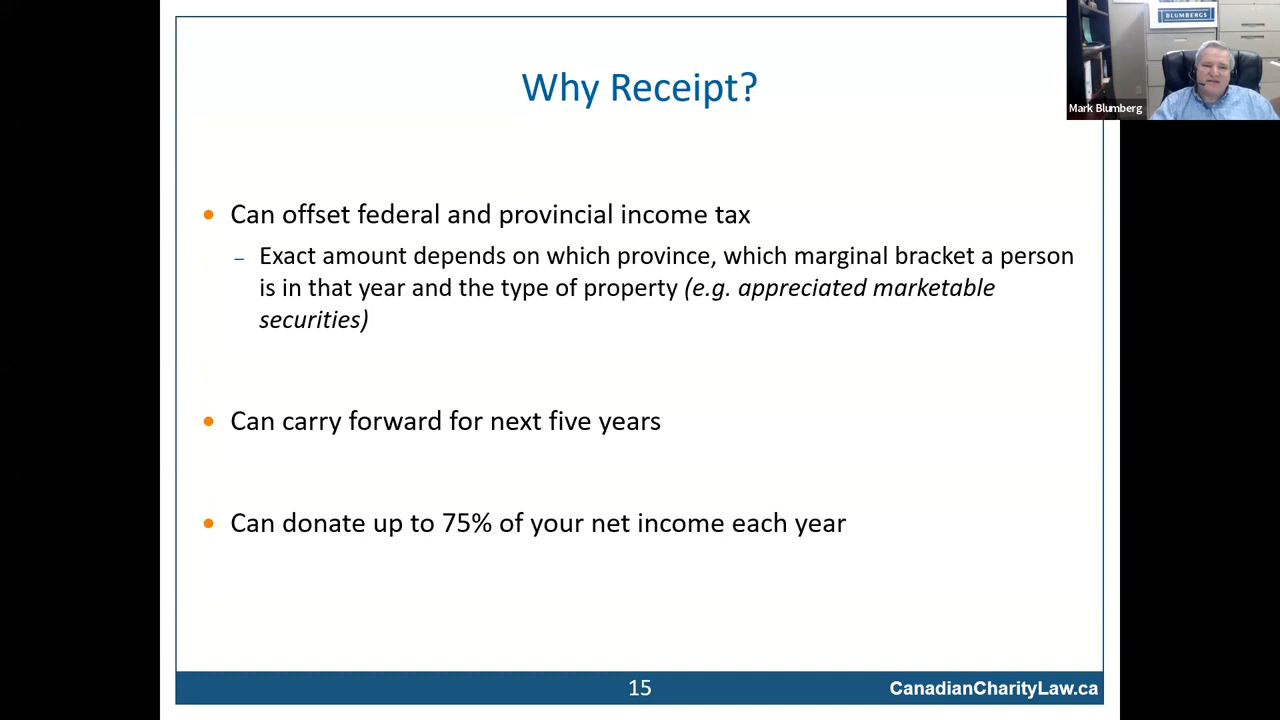 BLUMBERGS
Mark Blumberg
Why Receipt?
• Can offset federal and provincial income tax
– Exact amount depends on which province, which marginal bracket a person
is in that year and the type of property (e.g. appreciated marketable
securities)
• Can carry forward for next five years
• Can donate up to 75% of your net income each year
15
CanadianCharityLaw.ca